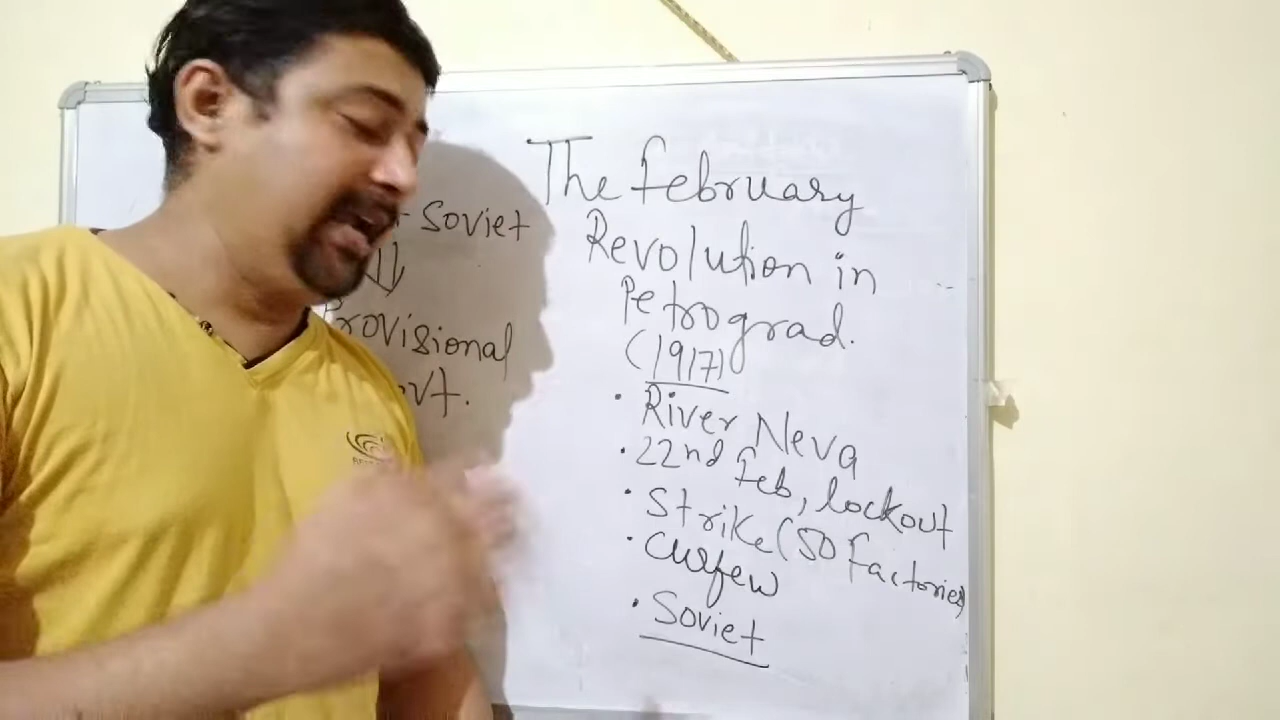 Soviet
Provisional
The February
Revolution in
Petrograd.
(1917)
• River Neva
• 22nd Feb, lockout
• Strike (50 factories)
• Curfew
• Soviet